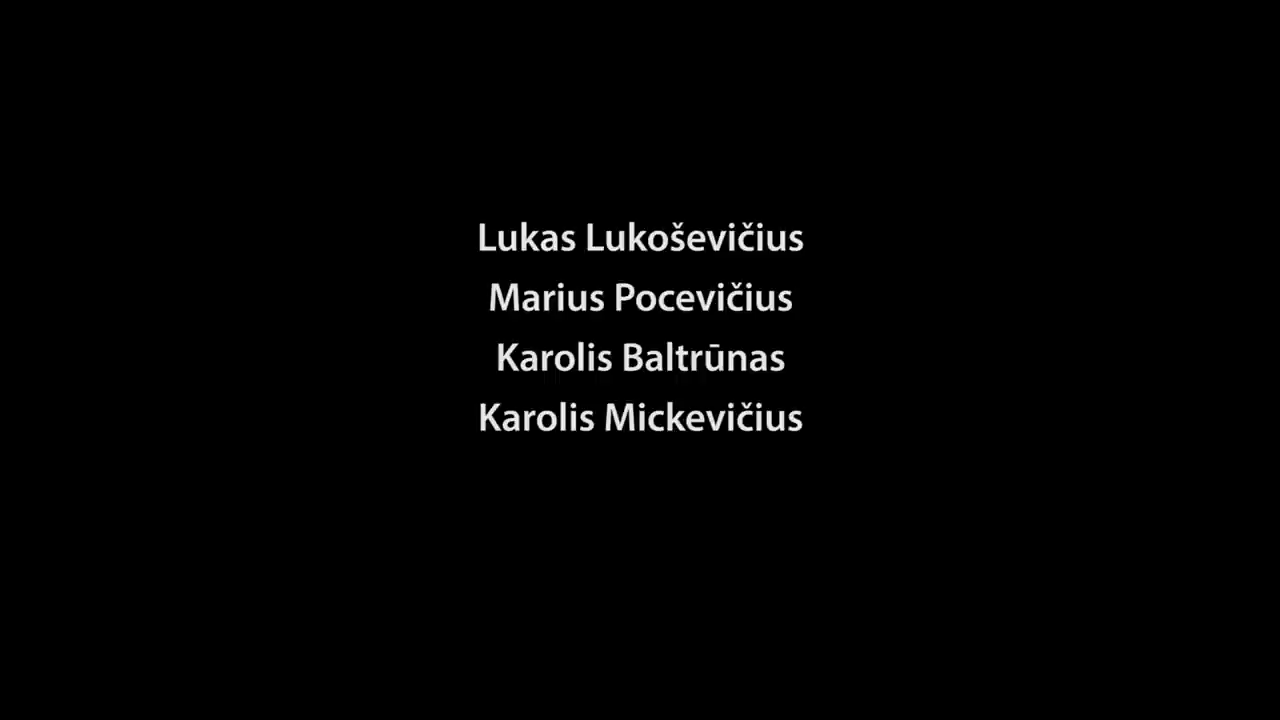 Lukas Lukoševičius
Marius Pocevičius
Karolis Baltrūnas
Karolis Mickevičius